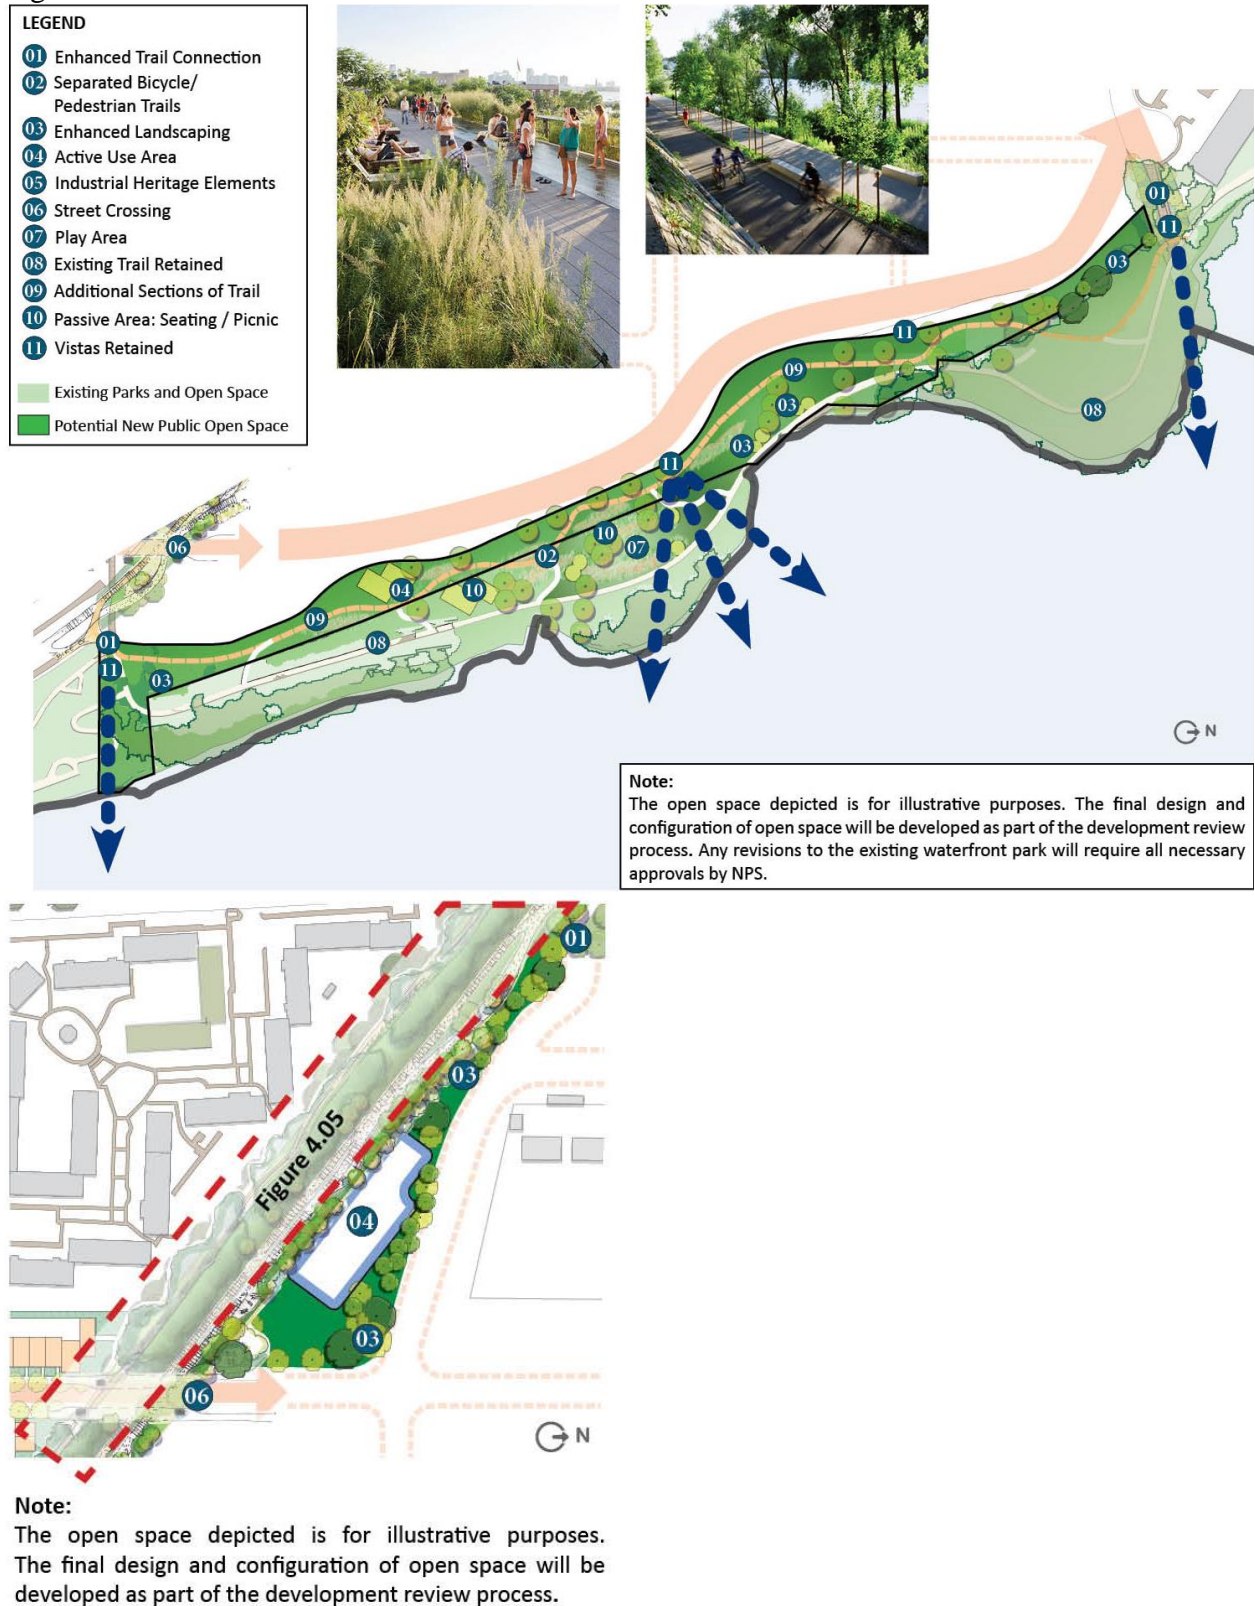 LEGEND
01 Enhanced Trail Connection
02 Separated Bicycle/
Pedestrian Trails
03 Enhanced Landscaping
04 Active Use Area
05 Industrial Heritage Elements
06 Street Crossing
07 Play Area
08 Existing Trail Retained
09 Additional Sections of Trail
10 Passive Area: Seating / Picnic
11 Vistas Retained
Existing Parks and Open Space
Potential New Public Open Space
01
11
03
11
09
08
03
03
11
10
07
06
02
04
10
09
08
01
11
03
N
Note:
The open space depicted is for illustrative purposes. The final design and
configuration of open space will be developed as part of the development review
process. Any revisions to the existing waterfront park will require all necessary
approvals by NPS.
01
03
Figure 4.05
04
03
06
N
Note:
The open space depicted is for illustrative purposes.
The final design and configuration of open space will be
developed as part of the development review process.